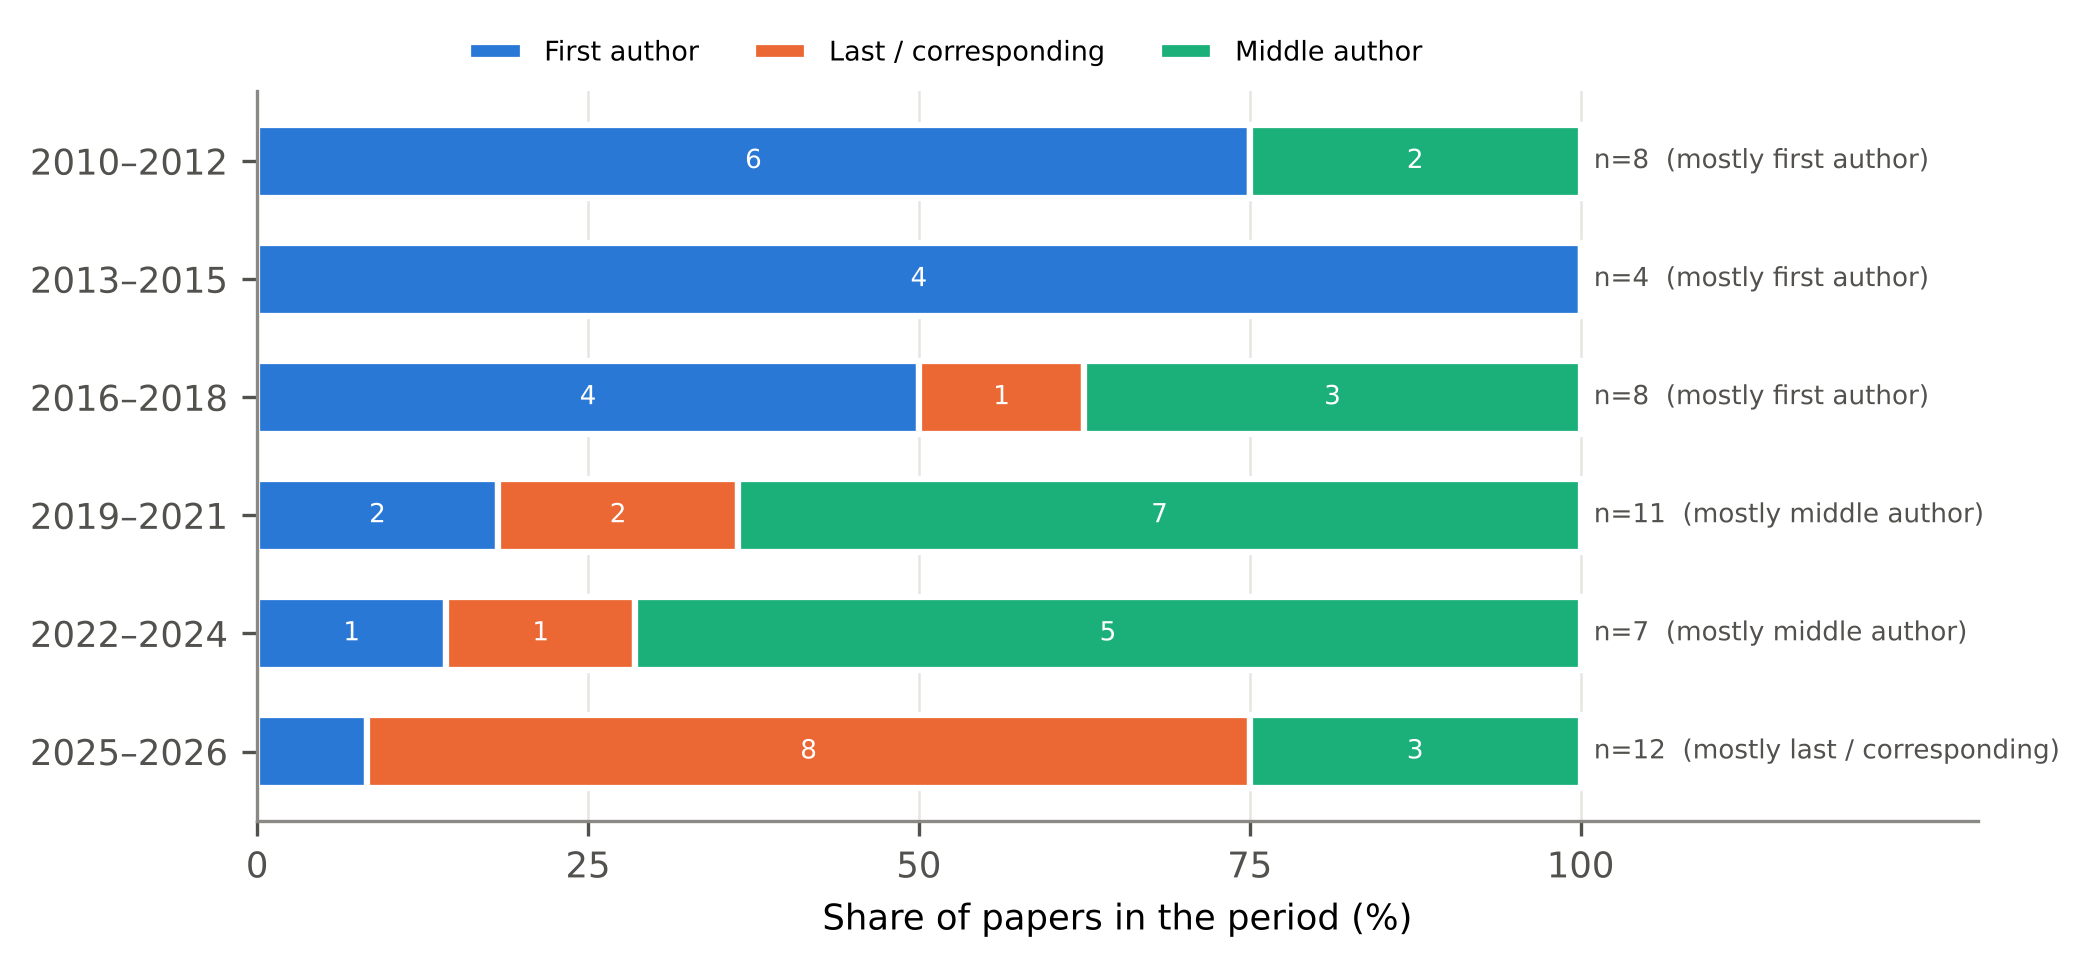 First author Last / corresponding Middle author
2010–2012 6 2 n=8 (mostly first author)
2013–2015 4 n=4 (mostly first author)
2016–2018 4 1 3 n=8 (mostly first author)
2019–2021 2 2 7 n=11 (mostly middle author)
2022–2024 1 1 5 n=7 (mostly middle author)
2025–2026 8 3 n=12 (mostly last / corresponding)
0 25 50 75 100
Share of papers in the period (%)